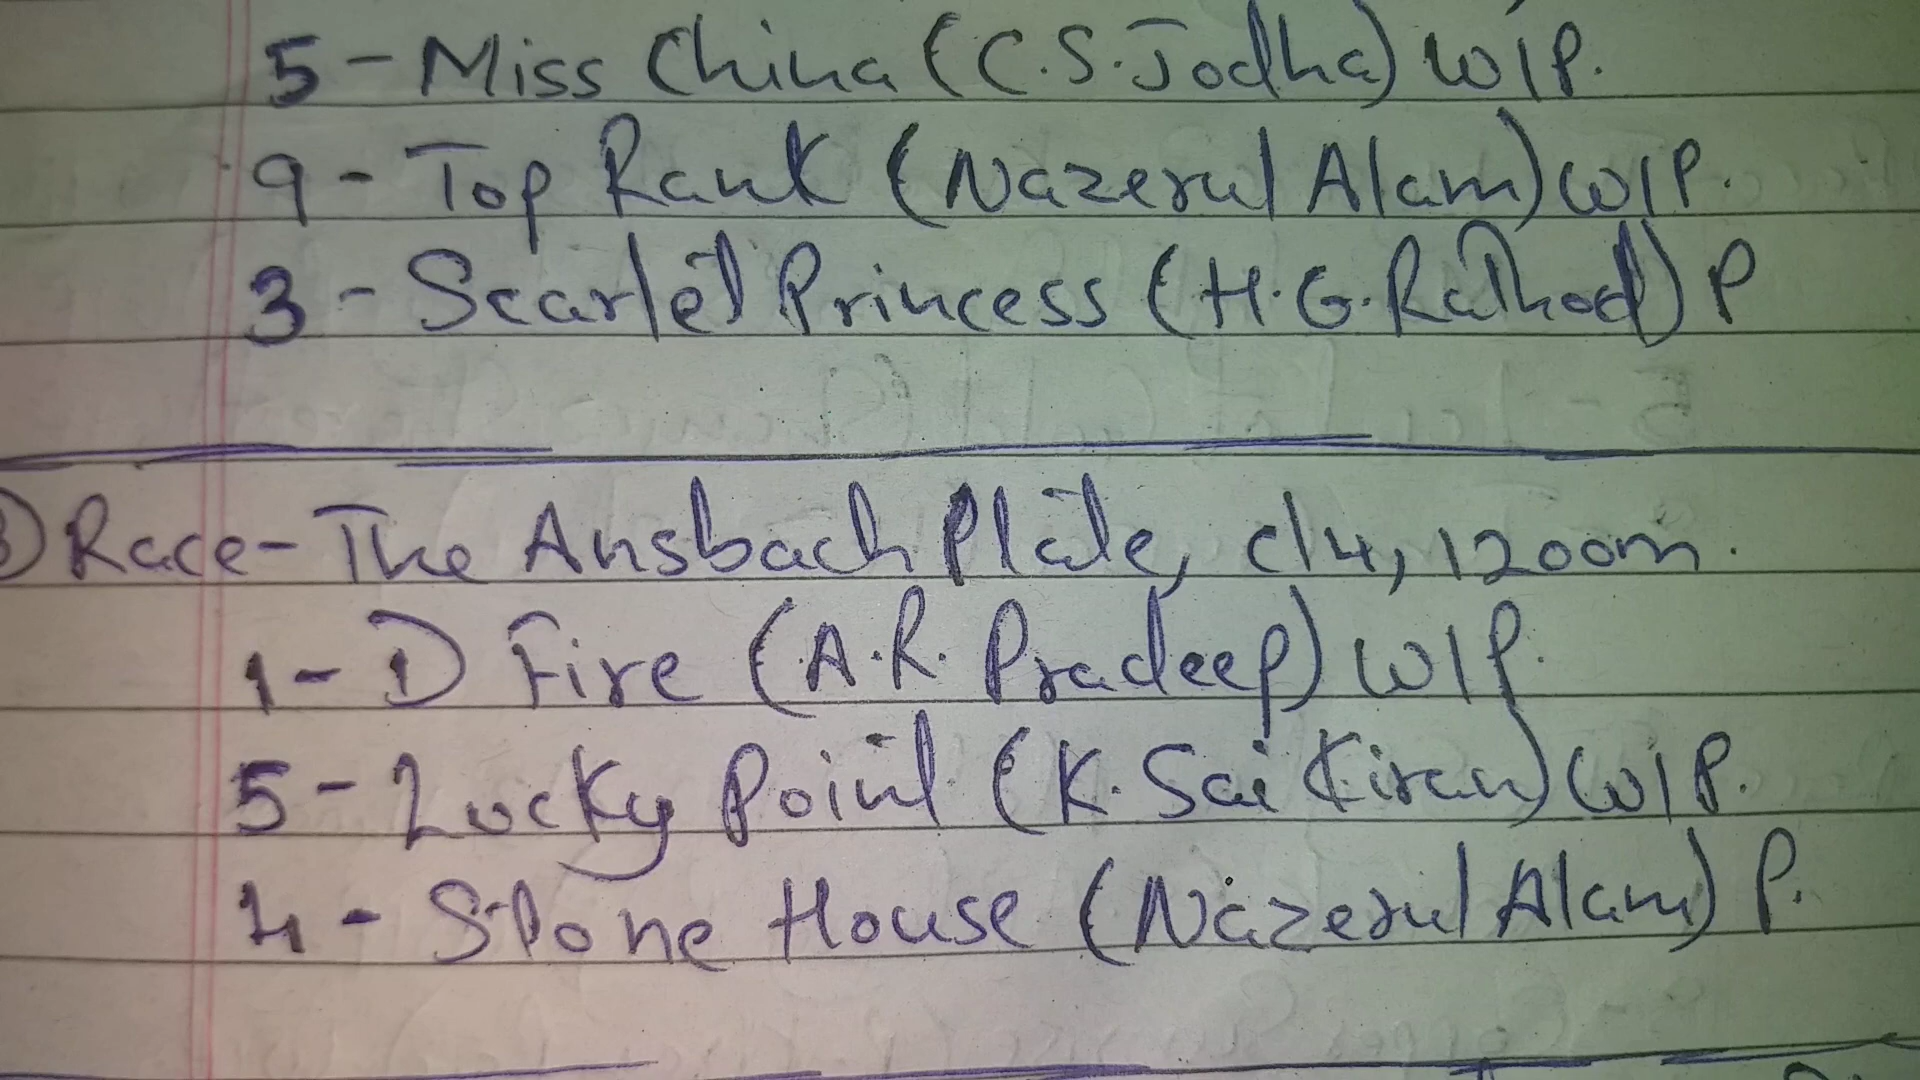 5 - Miss China (C.S. Jodha) W/P.
9 - Top Rank (Nazerul Alam) W/P.
3 - Scarlet Princess (H.G. Rathod) P
3) Race - The Ansbach Plate, cl4, 1200m.
1 - D Fire (A.R. Pradeep) W/P.
5 - Lucky Point (K. Sai Kiran) W/P.
4 - Stone House (Nazerul Alam) P.